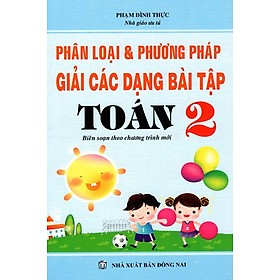 PHẠM ĐÌNH THỰC
Nhà giáo ưu tú
PHÂN LOẠI & PHƯƠNG PHÁP
GIẢI CÁC DẠNG BÀI TẬP
TOÁN 2
Biên soạn theo chương trình mới
NHÀ XUẤT BẢN ĐỒNG NAI